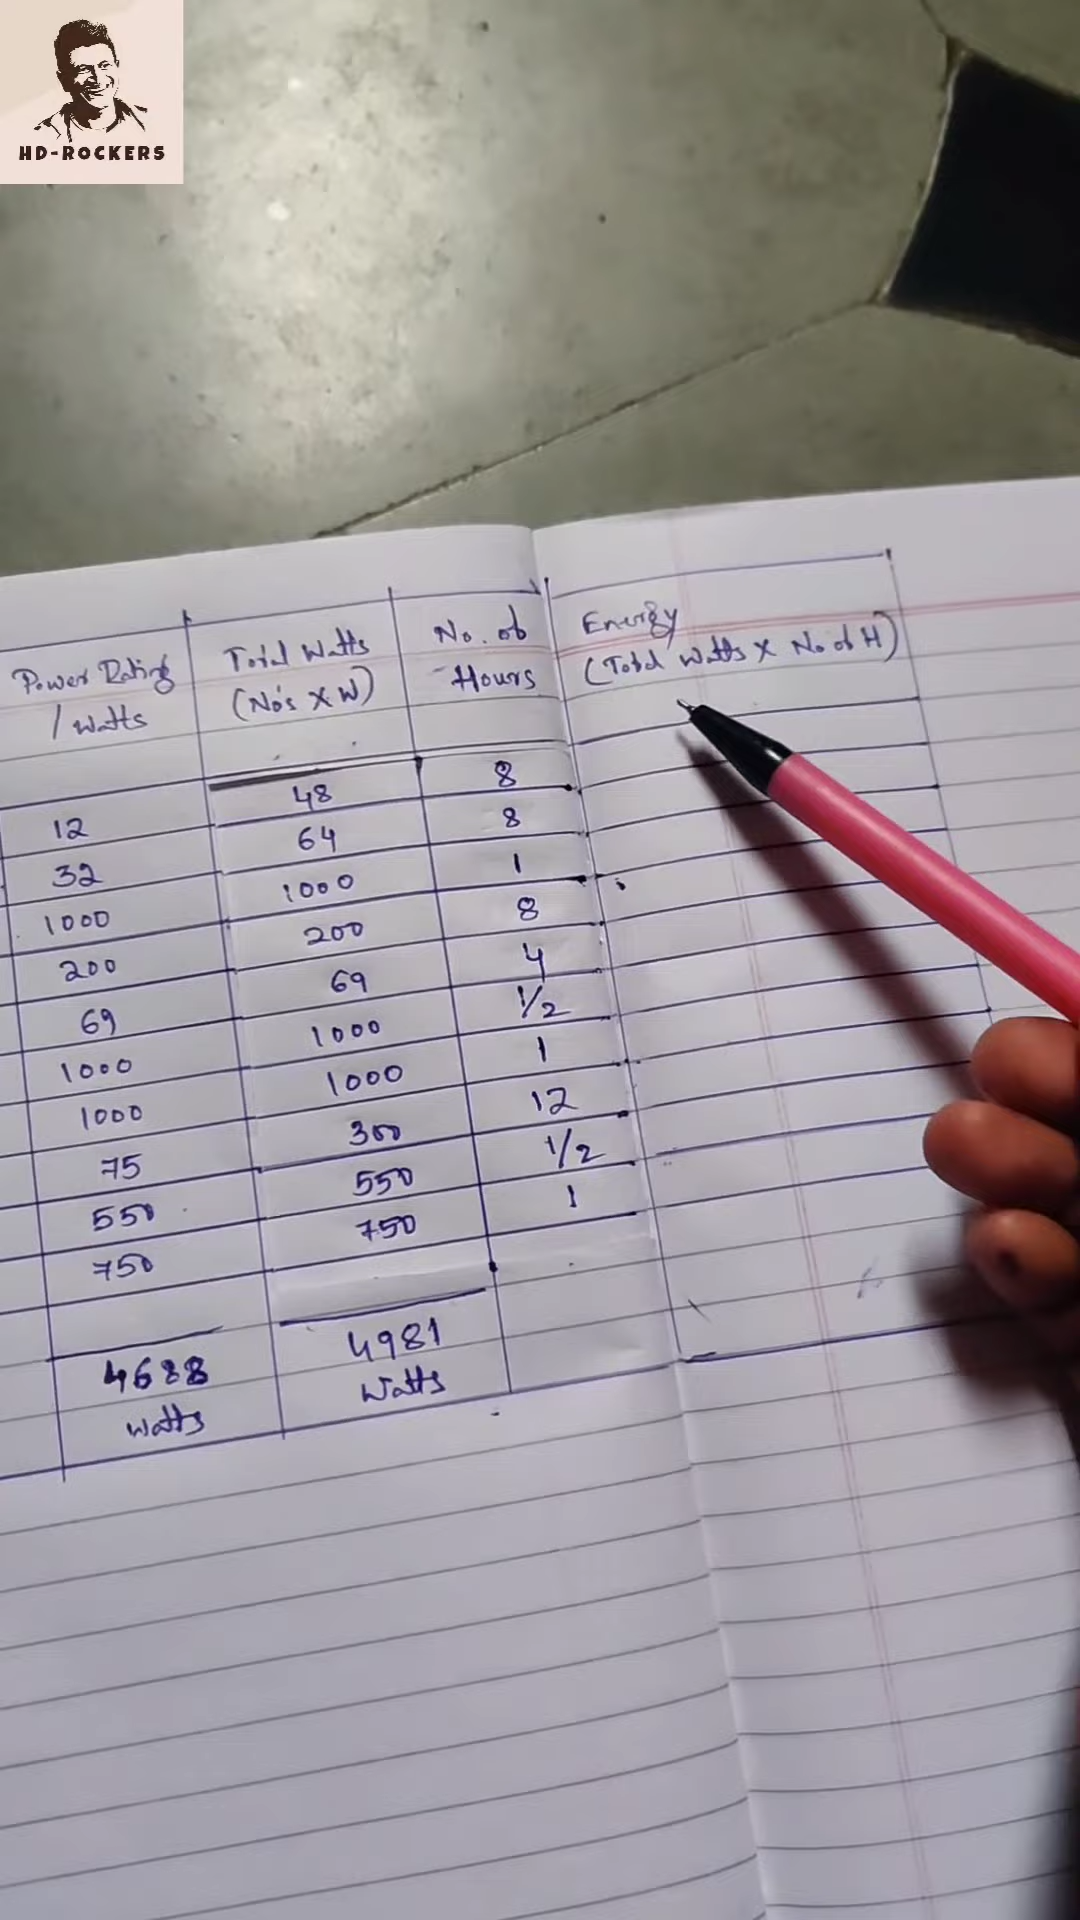 HD-ROCKERS
Power Rating / Watts
Total Watts (No's X W)
No. of Hours
Energy (Total Watts X No of H)
12 48 8
32 64 8
1000 1000 1
200 200 8
69 69 4
1000 1000 1/2
1000 1000 1
75 300 12
550 550 1/2
750 750 1
4688 watts 4981 Watts